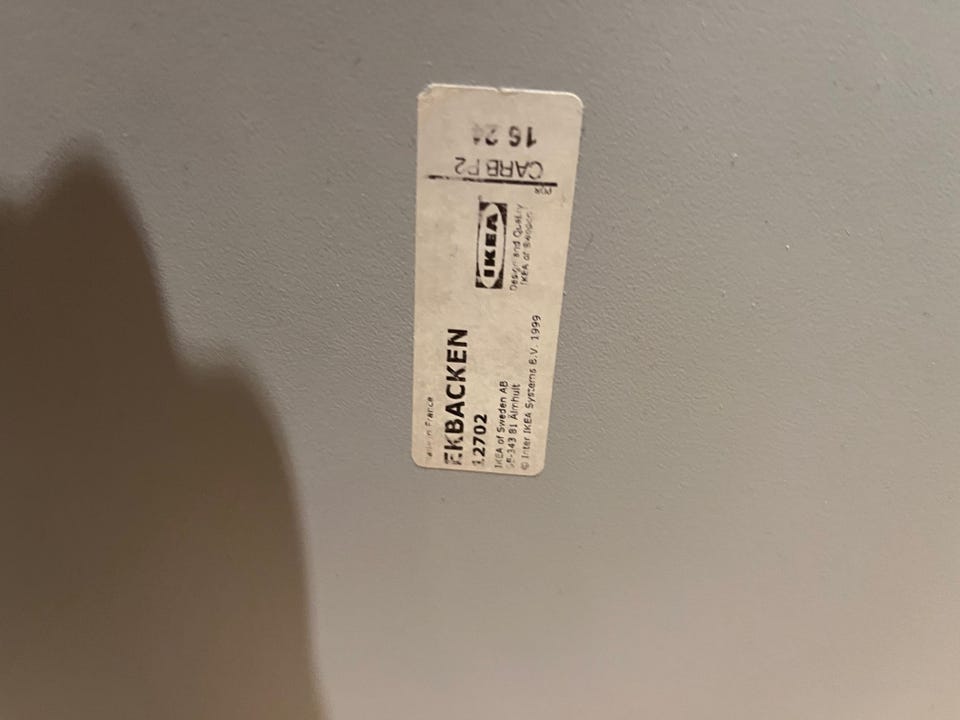 Made in France
EKBACKEN
12702
IKEA of Sweden AB
SE-343 81 Älmhult
© Inter IKEA Systems B.V. 1999
IKEA
Design and Quality
IKEA of Sweden
CARB P2
16 24